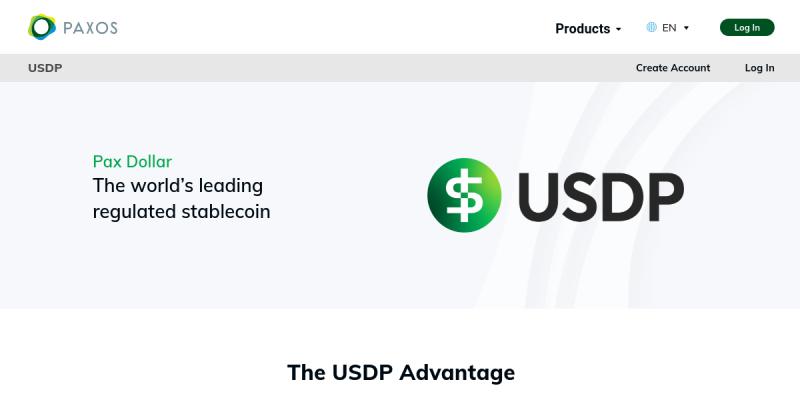 PAXOS
Products
EN
Log In
USDP
Create Account
Log In
Pax Dollar
The world's leading
regulated stablecoin
$ USDP
The USDP Advantage